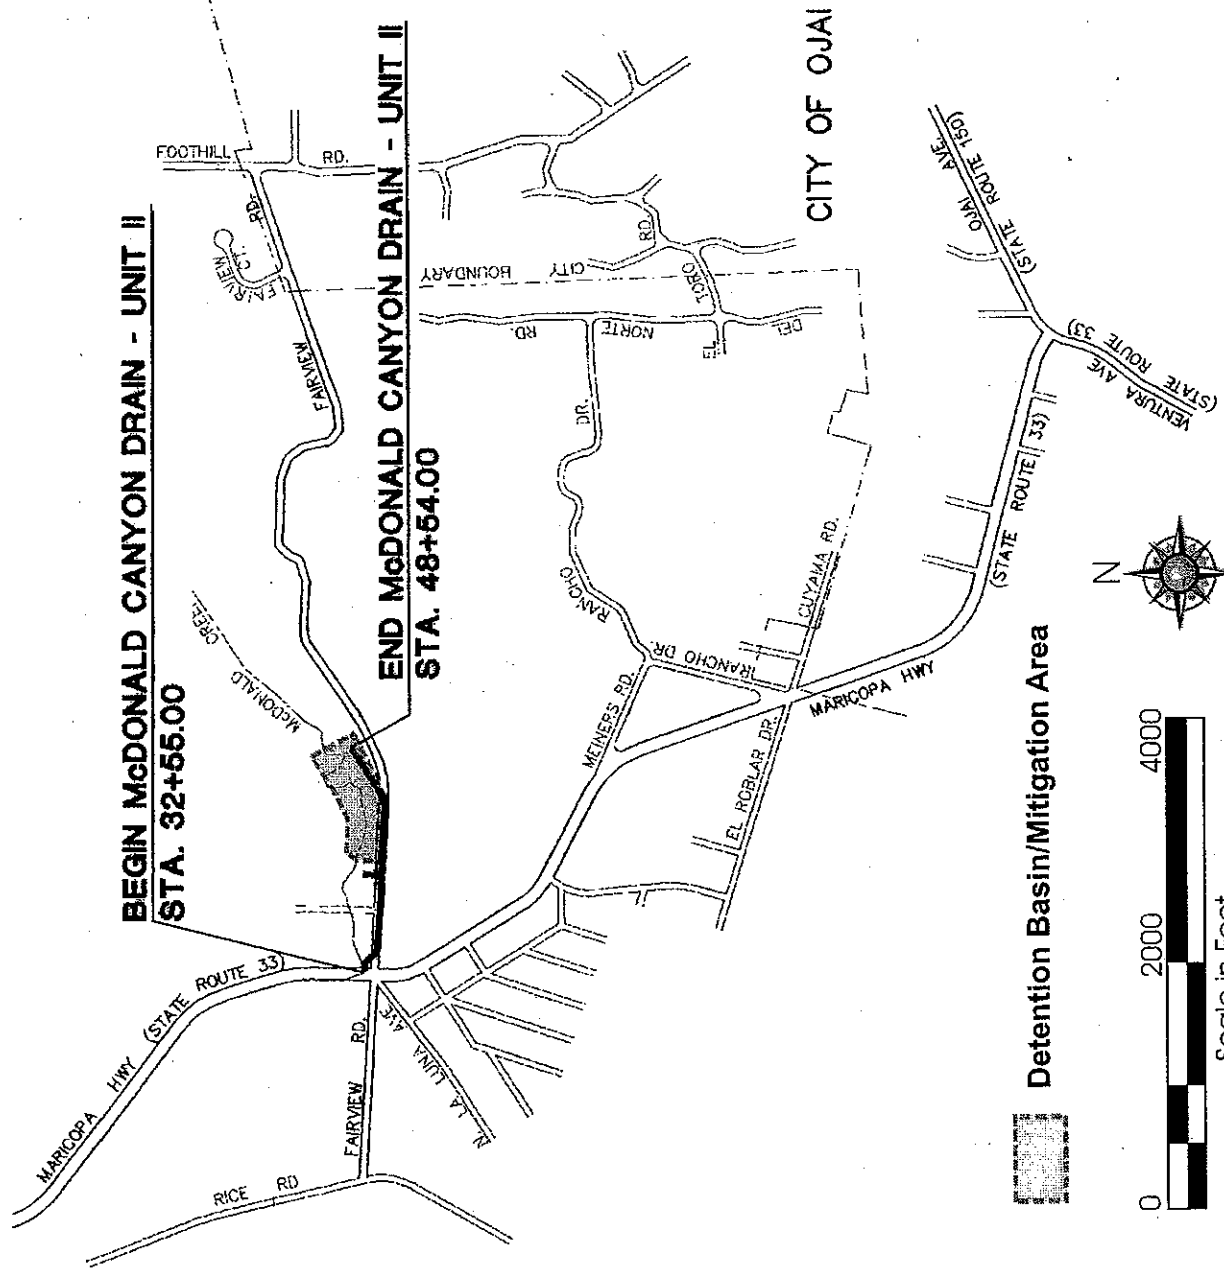 BEGIN McDONALD CANYON DRAIN - UNIT II
STA. 32+55.00
END McDONALD CANYON DRAIN - UNIT II
STA. 48+54.00
FOOTHILL
RD.
FAIRVIEW
CT.
FAIRVIEW
RD.
CITY BOUNDARY
CITY OF OJAI
McDONALD
MARICOPA
HWY
(STATE ROUTE 33)
FAIRVIEW
RD.
RICE
RD
N. LA LUNA
AVE
MEINERS RD.
RANCHO
DR.
RANCHO DR.
DEL
NORTE
RD.
EL
TORO
RD.
EL ROBLAR DR.
CUYAMA RD.
MARICOPA HWY
(STATE ROUTE 33)
OJAI
AVE.
(STATE ROUTE 150)
VENTURA AVE
(STATE ROUTE 33)
N
Detention Basin/Mitigation Area
0
2000
4000
Scale in Feet